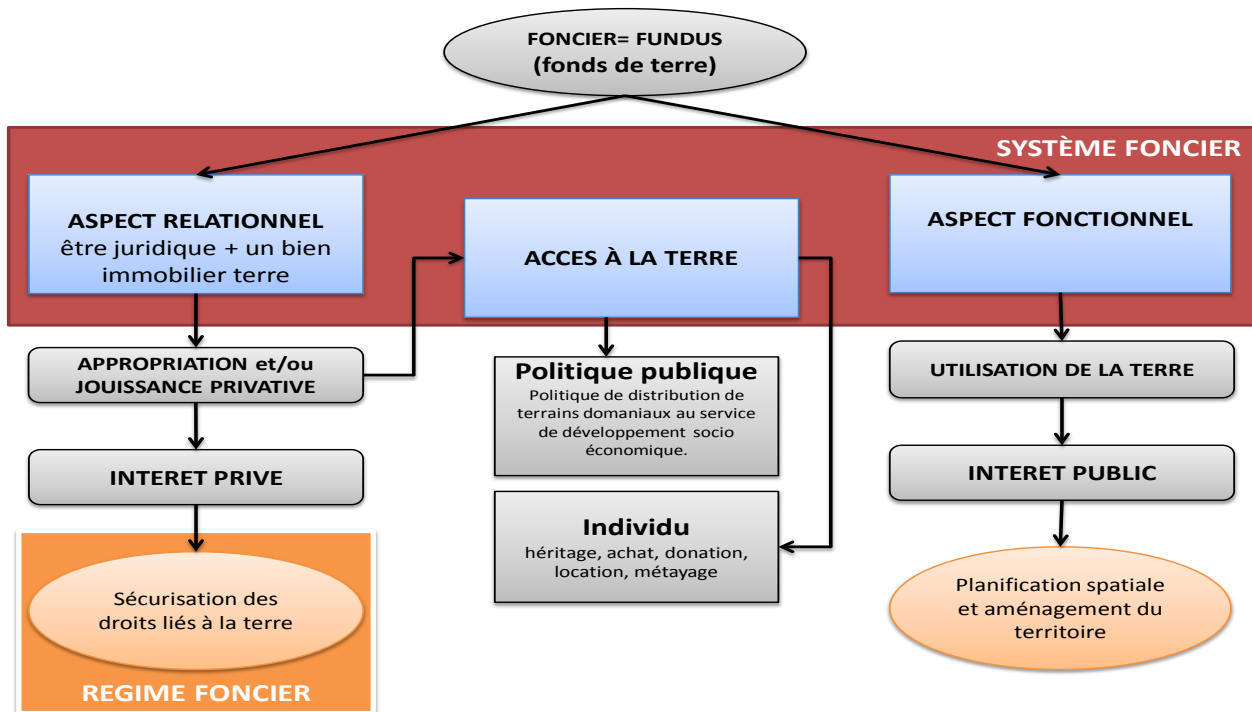 FONCIER= FUNDUS
(fonds de terre)
SYSTÈME FONCIER
ASPECT RELATIONNEL
être juridique + un bien
immobilier terre
ACCES À LA TERRE
ASPECT FONCTIONNEL
APPROPRIATION et/ou
JOUISSANCE PRIVATIVE
Politique publique
Politique de distribution de
terrains domaniaux au service
de développement socio
économique.
UTILISATION DE LA TERRE
INTERET PRIVE
INTERET PUBLIC
Individu
héritage, achat, donation,
location, métayage
Sécurisation des
droits liés à la terre
REGIME FONCIER
Planification spatiale
et aménagement du
territoire